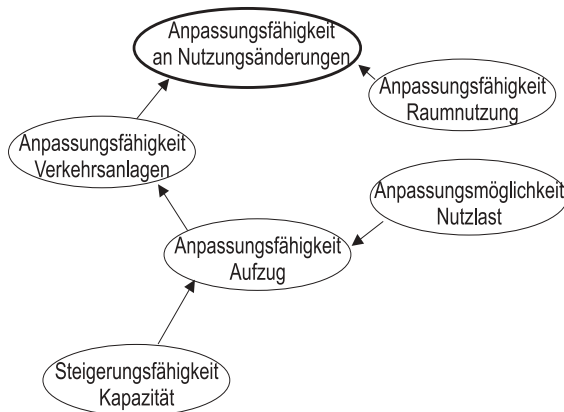 Anpassungsfähigkeit
an Nutzungsänderungen
Anpassungsfähigkeit
Raumnutzung
Anpassungsfähigkeit
Verkehrsanlagen
Anpassungsmöglichkeit
Nutzlast
Anpassungsfähigkeit
Aufzug
Steigerungsfähigkeit
Kapazität